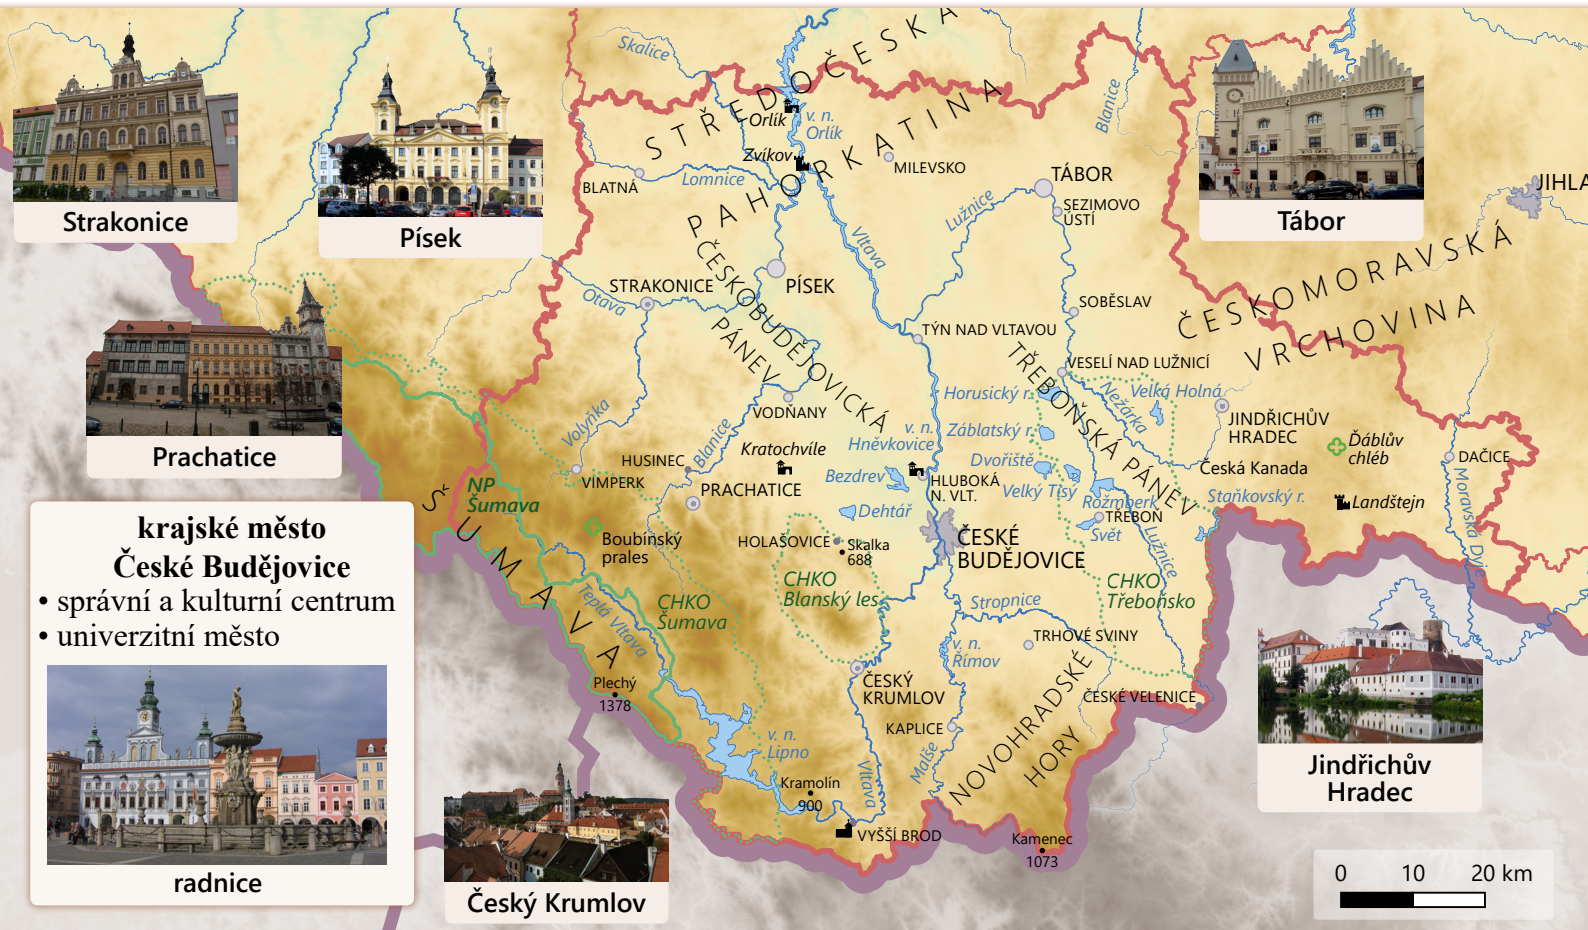 Strakonice
Písek
Prachatice
krajské město
České Budějovice
• správní a kulturní centrum
• univerzitní město
radnice
Český Krumlov
Tábor
Jindřichův
Hradec
0 10 20 km
STŘEDOČESKÁ
PAHORKATINA
ČESKOBUDĚJOVICKÁ
PÁNEV
TŘEBOŇSKÁ PÁNEV
ČESKOMORAVSKÁ
VRCHOVINA
ŠUMAVA
NOVOHRADSKÉ
HORY
Skalice
Orlík
v. n.
Orlík
Zvíkov
MILEVSKO
BLATNÁ
Lomnice
Blanice
TÁBOR
SEZIMOVO
ÚSTÍ
Lužnice
Vltava
JIHLA
STRAKONICE
Otava
PÍSEK
SOBĚSLAV
TÝN NAD VLTAVOU
VESELÍ NAD LUŽNICÍ
Horusický r.
Nežárka
Velká Holná
Volyňka
VODŇANY
v. n.
Hněvkovice
Záblatský r.
JINDŘICHŮV
HRADEC
Ďáblův
chléb
Kratochvíle
HUSINEC
Blanice
VIMPERK
Bezdrev
HLUBOKÁ
N. VLT.
Dvořiště
Velký Tisý
Česká Kanada
DAČICE
NP
Šumava
PRACHATICE
Dehtář
Rožmberk
TŘEBOŇ
Svět
Staňkovský r.
Landštejn
Moravská Dyje
Boubínský
prales
HOLAŠOVICE
Skalka
688
ČESKÉ
BUDĚJOVICE
Lužnice
CHKO
Blanský les
CHKO
Třeboňsko
CHKO
Šumava
Teplá Vltava
Stropnice
TRHOVÉ SVINY
v. n.
Římov
Plechý
1378
ČESKÝ
KRUMLOV
ČESKÉ VELENICE
KAPLICE
v. n.
Lipno
Malše
Vltava
Kramolín
900
VYŠŠÍ BROD
Kamenec
1073